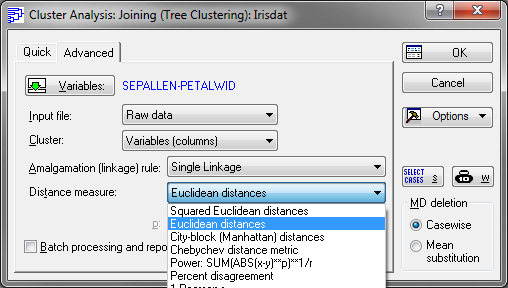 Cluster Analysis: Joining (Tree Clustering): Irisdat
Quick Advanced
Variables: SEPALLEN-PETALWID
Input file: Raw data
Cluster: Variables (columns)
Amalgamation (linkage) rule: Single Linkage
Distance measure: Euclidean distances
Squared Euclidean distances
Euclidean distances
City-block (Manhattan) distances
Chebychev distance metric
Power: SUM(ABS(x-y)**p)**1/r
Percent disagreement
p:
Batch processing and repo
OK
Cancel
Options
SELECT CASES S
W
MD deletion
Casewise
Mean substitution